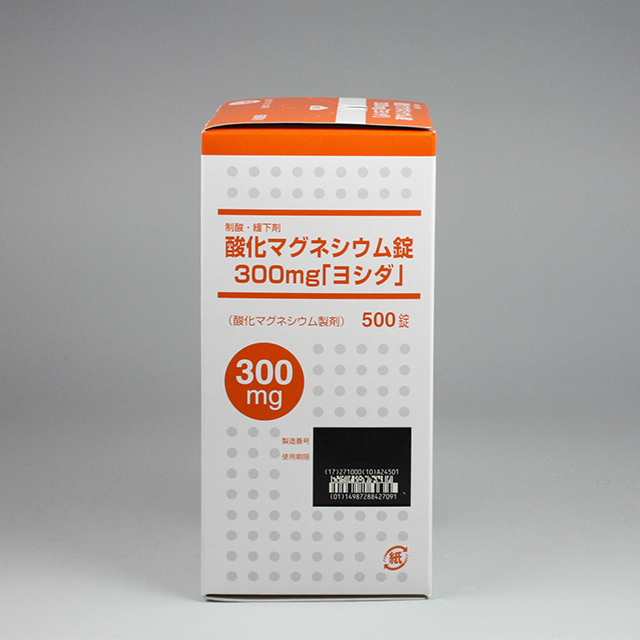 制酸・緩下剤
酸化マグネシウム錠
300mg「ヨシダ」
(酸化マグネシウム製剤) 500錠
300
mg
製造番号
使用期限
(17)271000(10)A24501
(01)14987288427091
紙